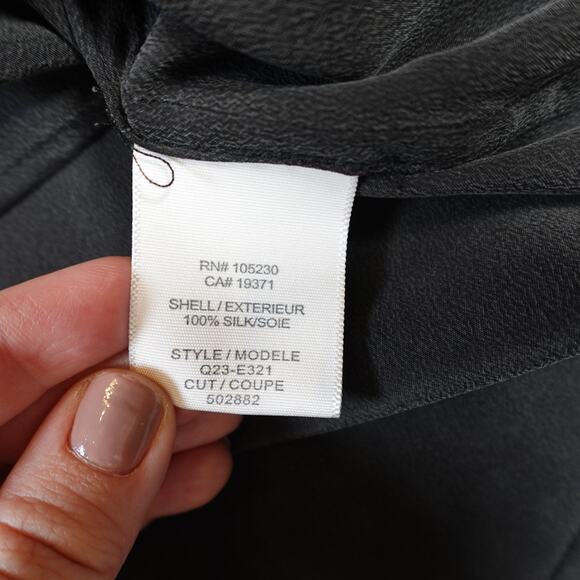 RN# 105230
CA# 19371
SHELL / EXTERIEUR
100% SILK/SOIE
STYLE / MODELE
Q23-E321
CUT / COUPE
502882